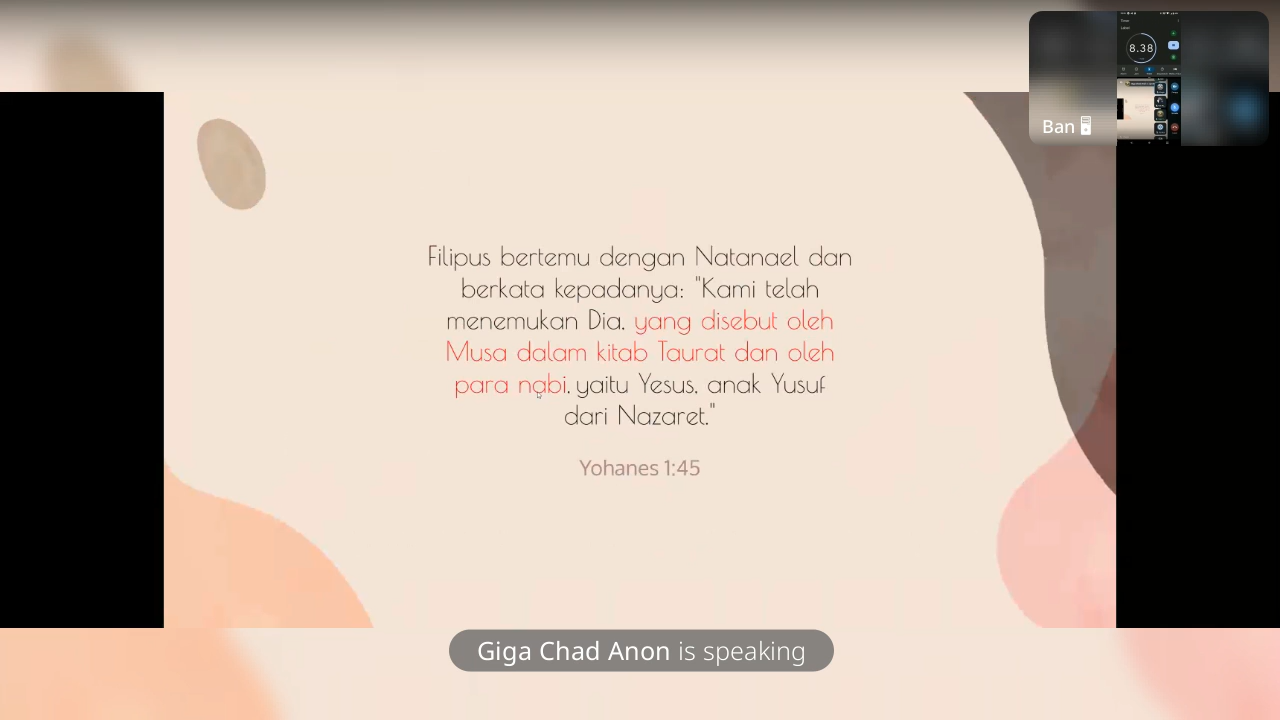 8.38
Ban
Filipus bertemu dengan Natanael dan
berkata kepadanya: "Kami telah
menemukan Dia, yang disebut oleh
Musa dalam kitab Taurat dan oleh
para nabi, yaitu Yesus, anak Yusuf
dari Nazaret."
Yohanes 1:45
Giga Chad Anon is speaking